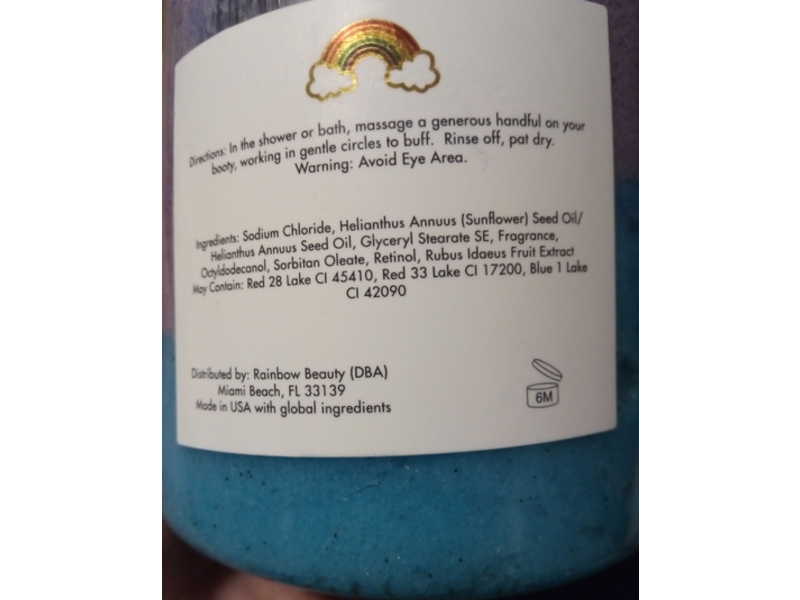 Directions: In the shower or bath, massage a generous handful on your
booty, working in gentle circles to buff. Rinse off, pat dry.
Warning: Avoid Eye Area.
Ingredients: Sodium Chloride, Helianthus Annuus (Sunflower) Seed Oil/
Helianthus Annuus Seed Oil, Glyceryl Stearate SE, Fragrance,
Octyldodecanol, Sorbitan Oleate, Retinol, Rubus Idaeus Fruit Extract
May Contain: Red 28 Lake CI 45410, Red 33 Lake CI 17200, Blue 1 Lake
CI 42090
Distributed by: Rainbow Beauty (DBA)
Miami Beach, FL 33139
Made in USA with global ingredients
6M